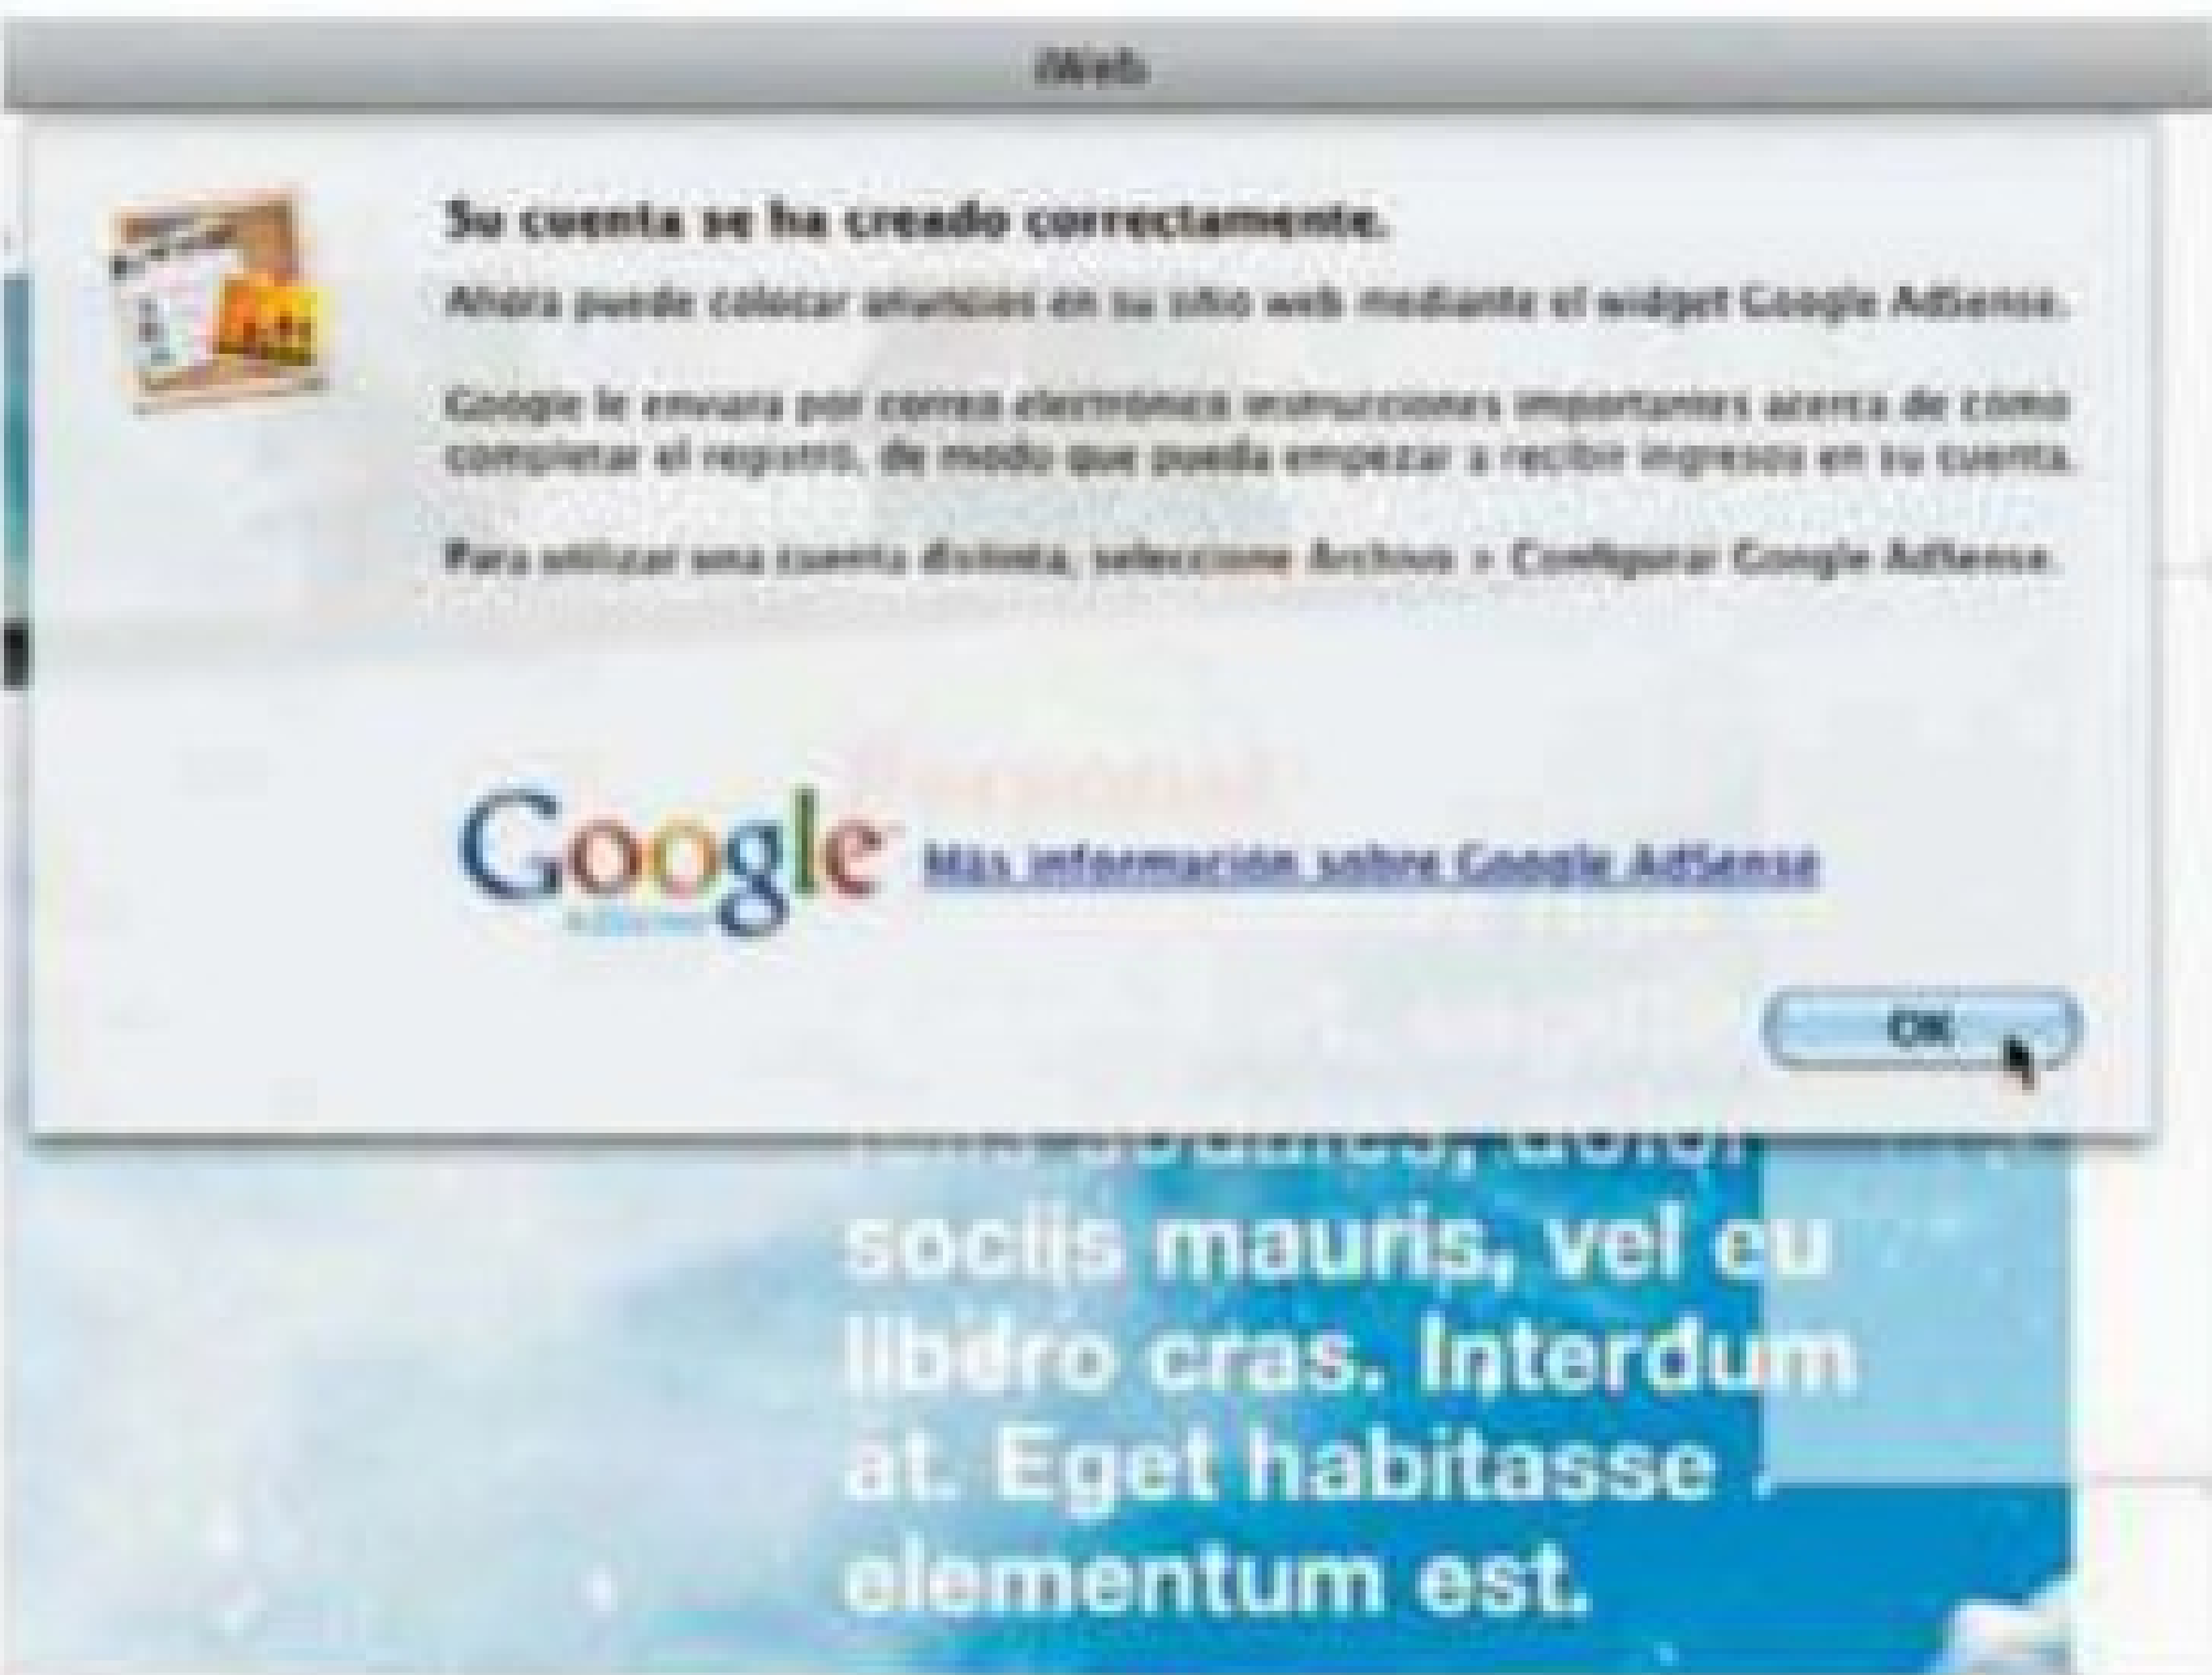 iWeb
Su cuenta se ha creado correctamente.
Ahora puede colocar anuncios en su sitio web mediante el widget Google AdSense.
Google le enviará por correo electrónico instrucciones importantes acerca de cómo
completar el registro, de modo que pueda empezar a recibir ingresos en su cuenta.
Para utilizar una cuenta distinta, seleccione Archivo > Configurar Google AdSense.
Google
AdSense
Más información sobre Google AdSense
OK
sociis mauris, vel eu
libero cras. Interdum
at. Eget habitasse
elementum est.